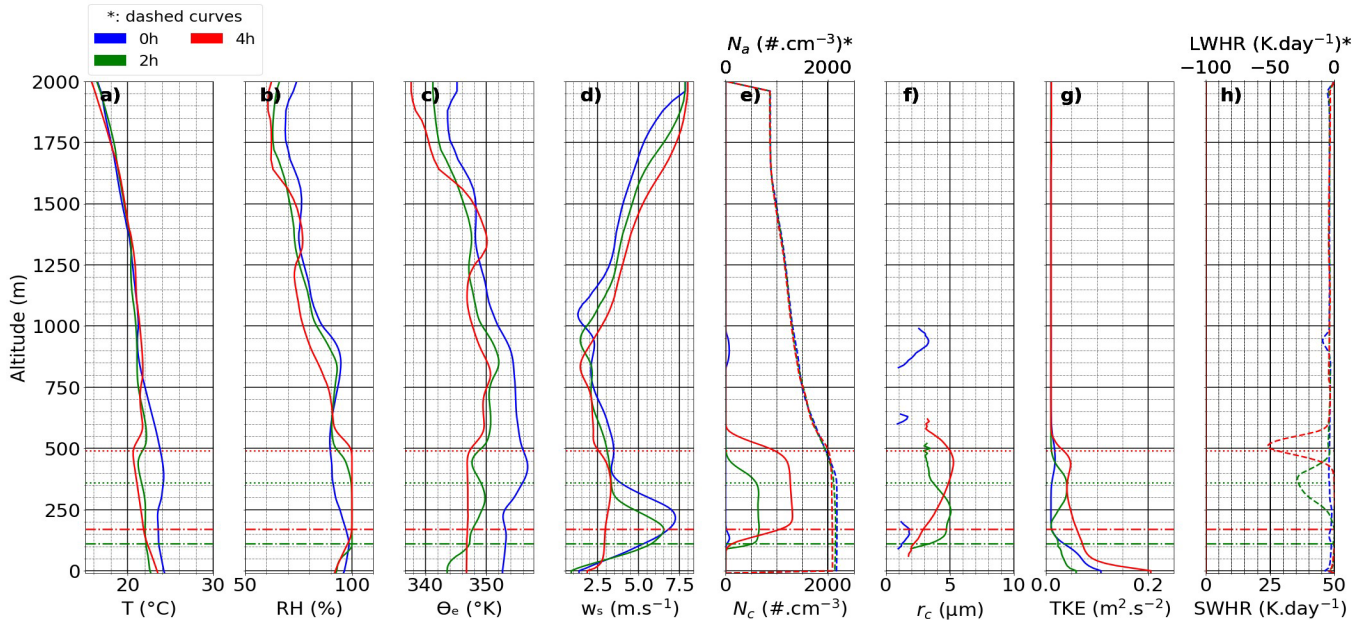 *: dashed curves
0h 4h
2h
Nₐ (#.cm⁻³)* LWHR (K.day⁻¹)*
0 2000 −100 −50 0
a) b) c) d) e) f) g) h)
Altitude (m)
2000
1750
1500
1250
1000
750
500
250
0
20 30 50 100 340 350 2.5 5.0 7.5 0 2000 0 5 10 0.0 0.2 0 50
T (°C) RH (%) Θₑ (°K) wₛ (m.s⁻¹) N_c (#.cm⁻³) r_c (μm) TKE (m².s⁻²) SWHR (K.day⁻¹)